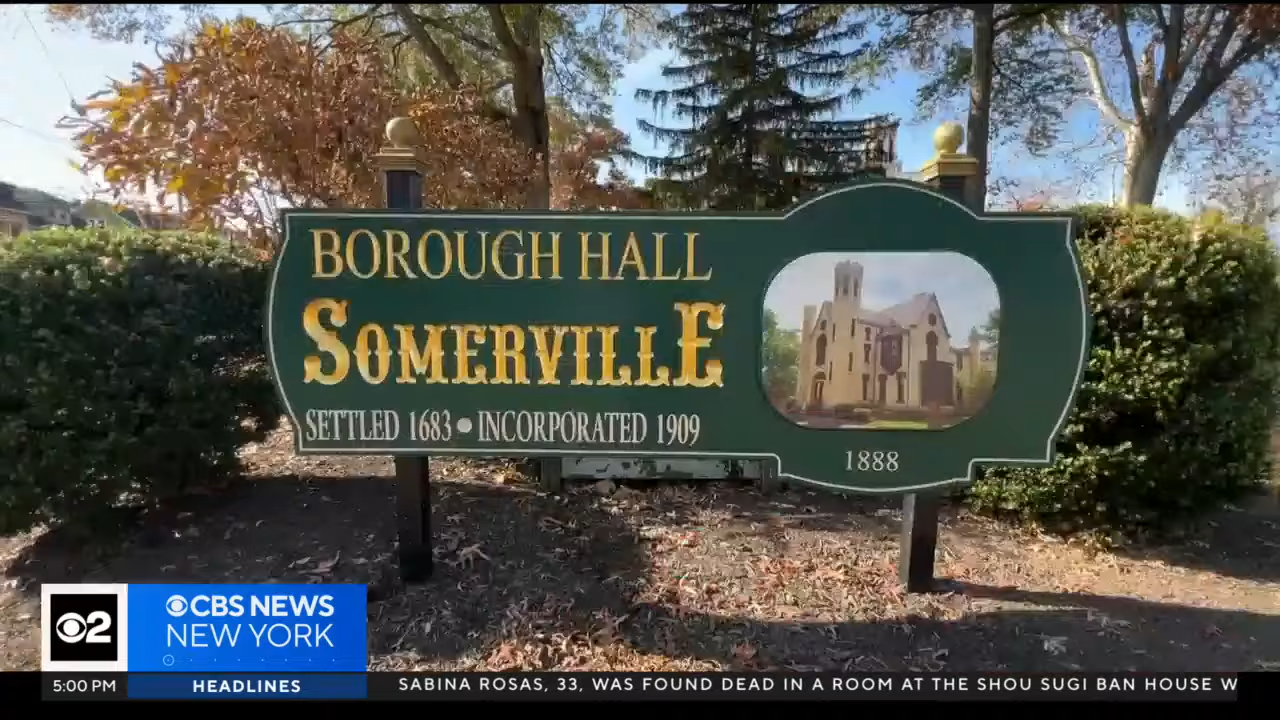 BOROUGH HALL
SOMERVILLE
SETTLED 1683 • INCORPORATED 1909
1888
2
CBS NEWS
NEW YORK
5:00 PM
HEADLINES
SABINA ROSAS, 33, WAS FOUND DEAD IN A ROOM AT THE SHOU SUGI BAN HOUSE W